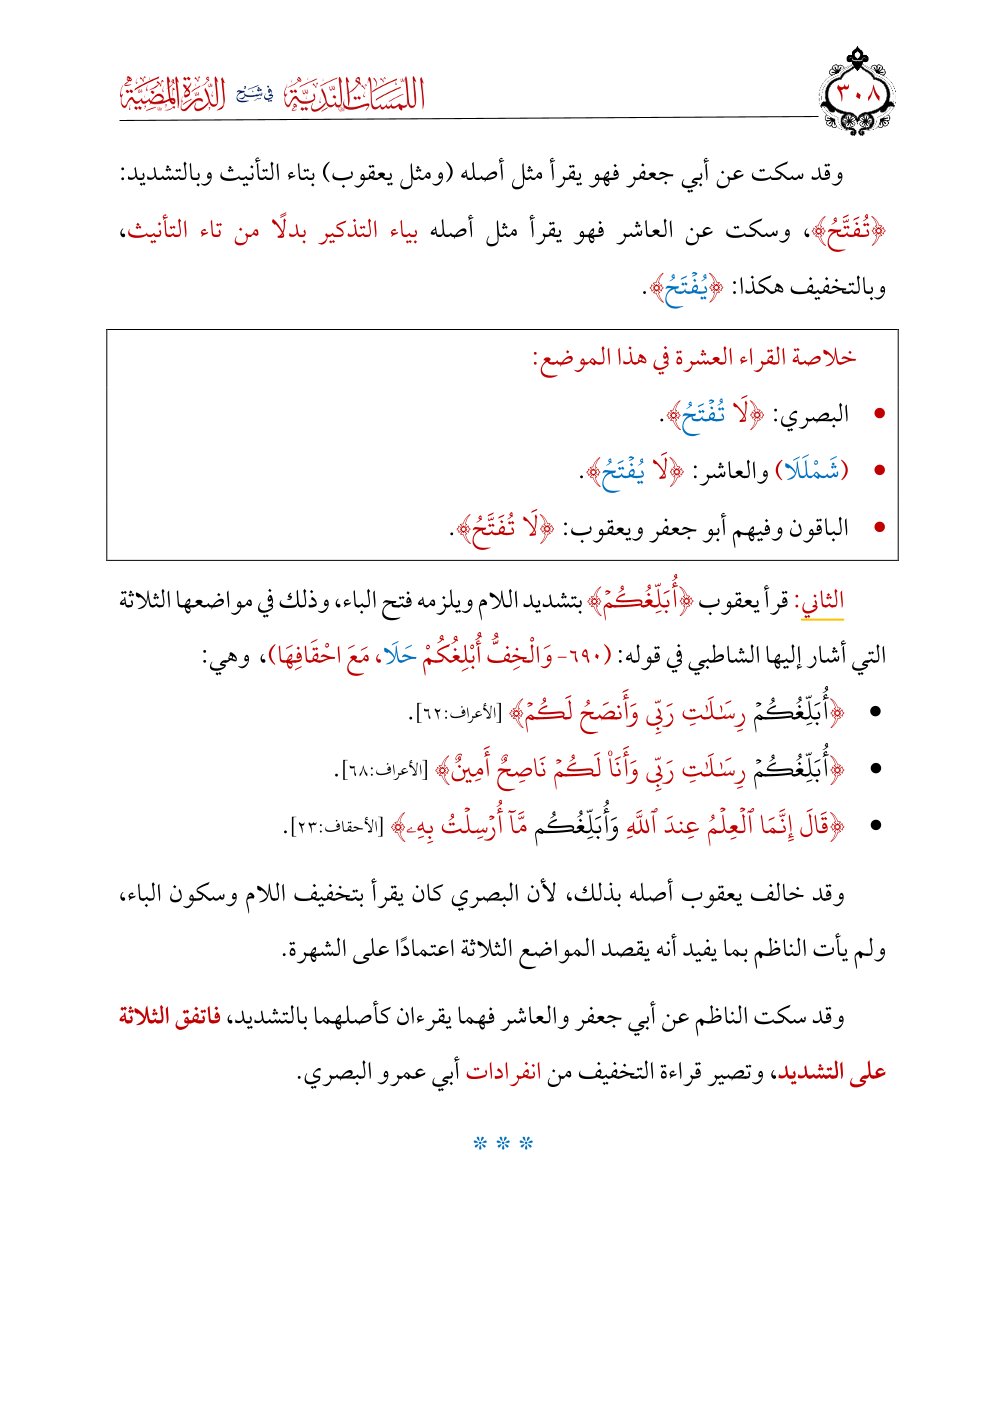 اللمسات الندية في شرح الدرة المضية
٣٠٨
وقد سكت عن أبي جعفر فهو يقرأ مثل أصله (ومثل يعقوب) بتاء التأنيث وبالتشديد:
﴿تُفَتَّحُ﴾، وسكت عن العاشر فهو يقرأ مثل أصله بياء التذكير بدلًا من تاء التأنيث،
وبالتخفيف هكذا: ﴿يُفْتَحُ﴾.
خلاصة القراء العشرة في هذا الموضع:
• البصري: ﴿لَا تُفْتَحُ﴾.
• (شَمْلَلَا) والعاشر: ﴿لَا يُفْتَحُ﴾.
• الباقون وفيهم أبو جعفر ويعقوب: ﴿لَا تُفَتَّحُ﴾.
الثاني: قرأ يعقوب ﴿أُبَلِّغُكُمۡ﴾ بتشديد اللام ويلزمه فتح الباء، وذلك في مواضعها الثلاثة
التي أشار إليها الشاطبي في قوله: (٦٩٠- وَالْخِفُّ أُبْلِغُكُمْ حَلَا، مَعَ احْقَافِهَا)، وهي:
• ﴿أُبَلِّغُكُمۡ رِسَٰلَٰتِ رَبِّي وَأَنصَحُ لَكُمۡ﴾ [الأعراف:٦٢].
• ﴿أُبَلِّغُكُمۡ رِسَٰلَٰتِ رَبِّي وَأَنَا۠ لَكُمۡ نَاصِحٌ أَمِينٌ﴾ [الأعراف:٦٨].
• ﴿قَالَ إِنَّمَا ٱلۡعِلۡمُ عِندَ ٱللَّهِ وَأُبَلِّغُكُم مَّآ أُرۡسِلۡتُ بِهِۦ﴾ [الأحقاف:٢٣].
وقد خالف يعقوب أصله بذلك، لأن البصري كان يقرأ بتخفيف اللام وسكون الباء،
ولم يأت الناظم بما يفيد أنه يقصد المواضع الثلاثة اعتمادًا على الشهرة.
وقد سكت الناظم عن أبي جعفر والعاشر فهما يقرءان كأصلهما بالتشديد، فاتفق الثلاثة
على التشديد، وتصير قراءة التخفيف من انفرادات أبي عمرو البصري.
* * *